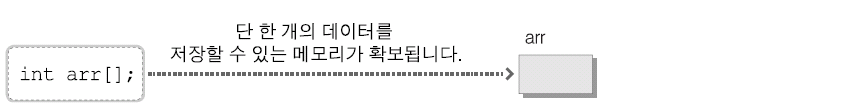 단 한 개의 데이터를
저장할 수 있는 메모리가 확보됩니다.
arr
int arr[];